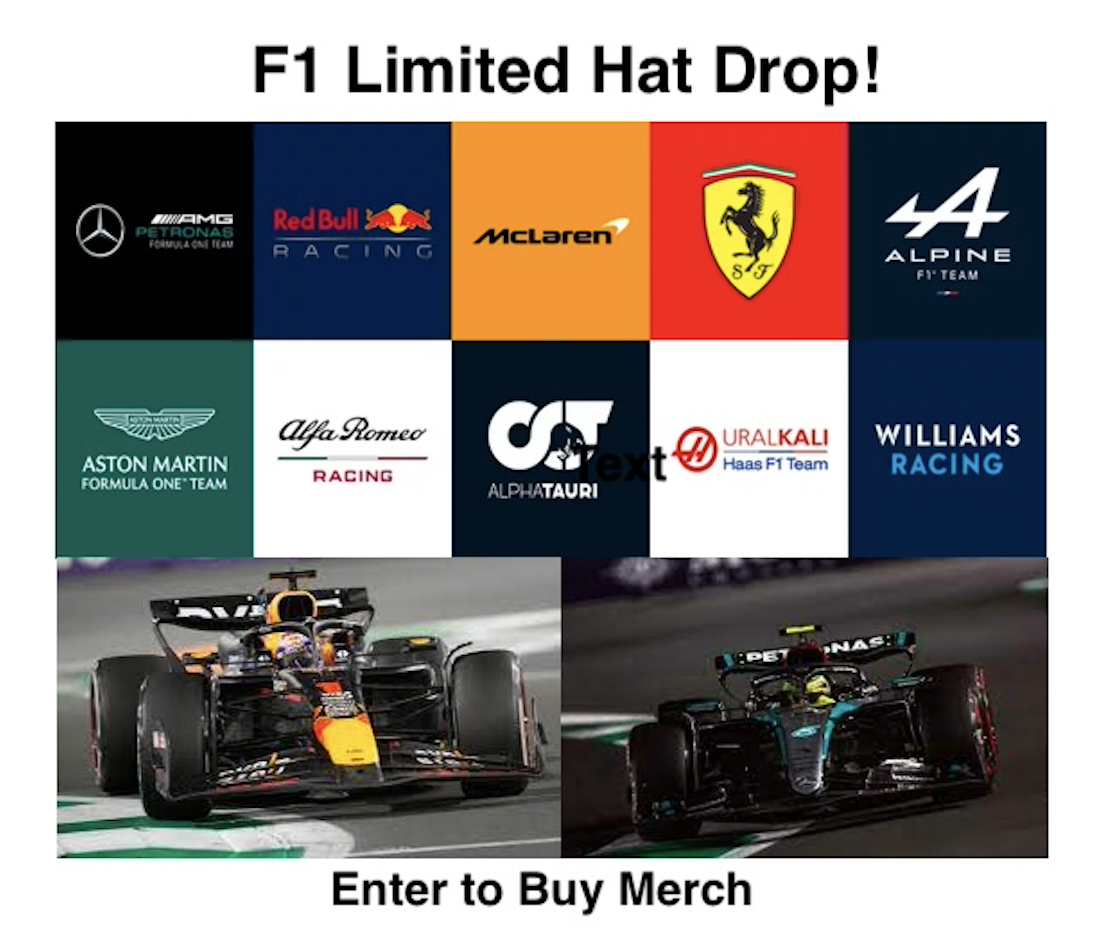 F1 Limited Hat Drop!
AMG
PETRONAS
FORMULA ONE TEAM
Red Bull
RACING
McLaren
S F
ALPINE
F1® TEAM
ASTON MARTIN
ASTON MARTIN
FORMULA ONE™ TEAM
Alfa Romeo
RACING
ALPHATAURI
Text
URALKALI
Haas F1 Team
WILLIAMS
RACING
PETRONAS
Enter to Buy Merch